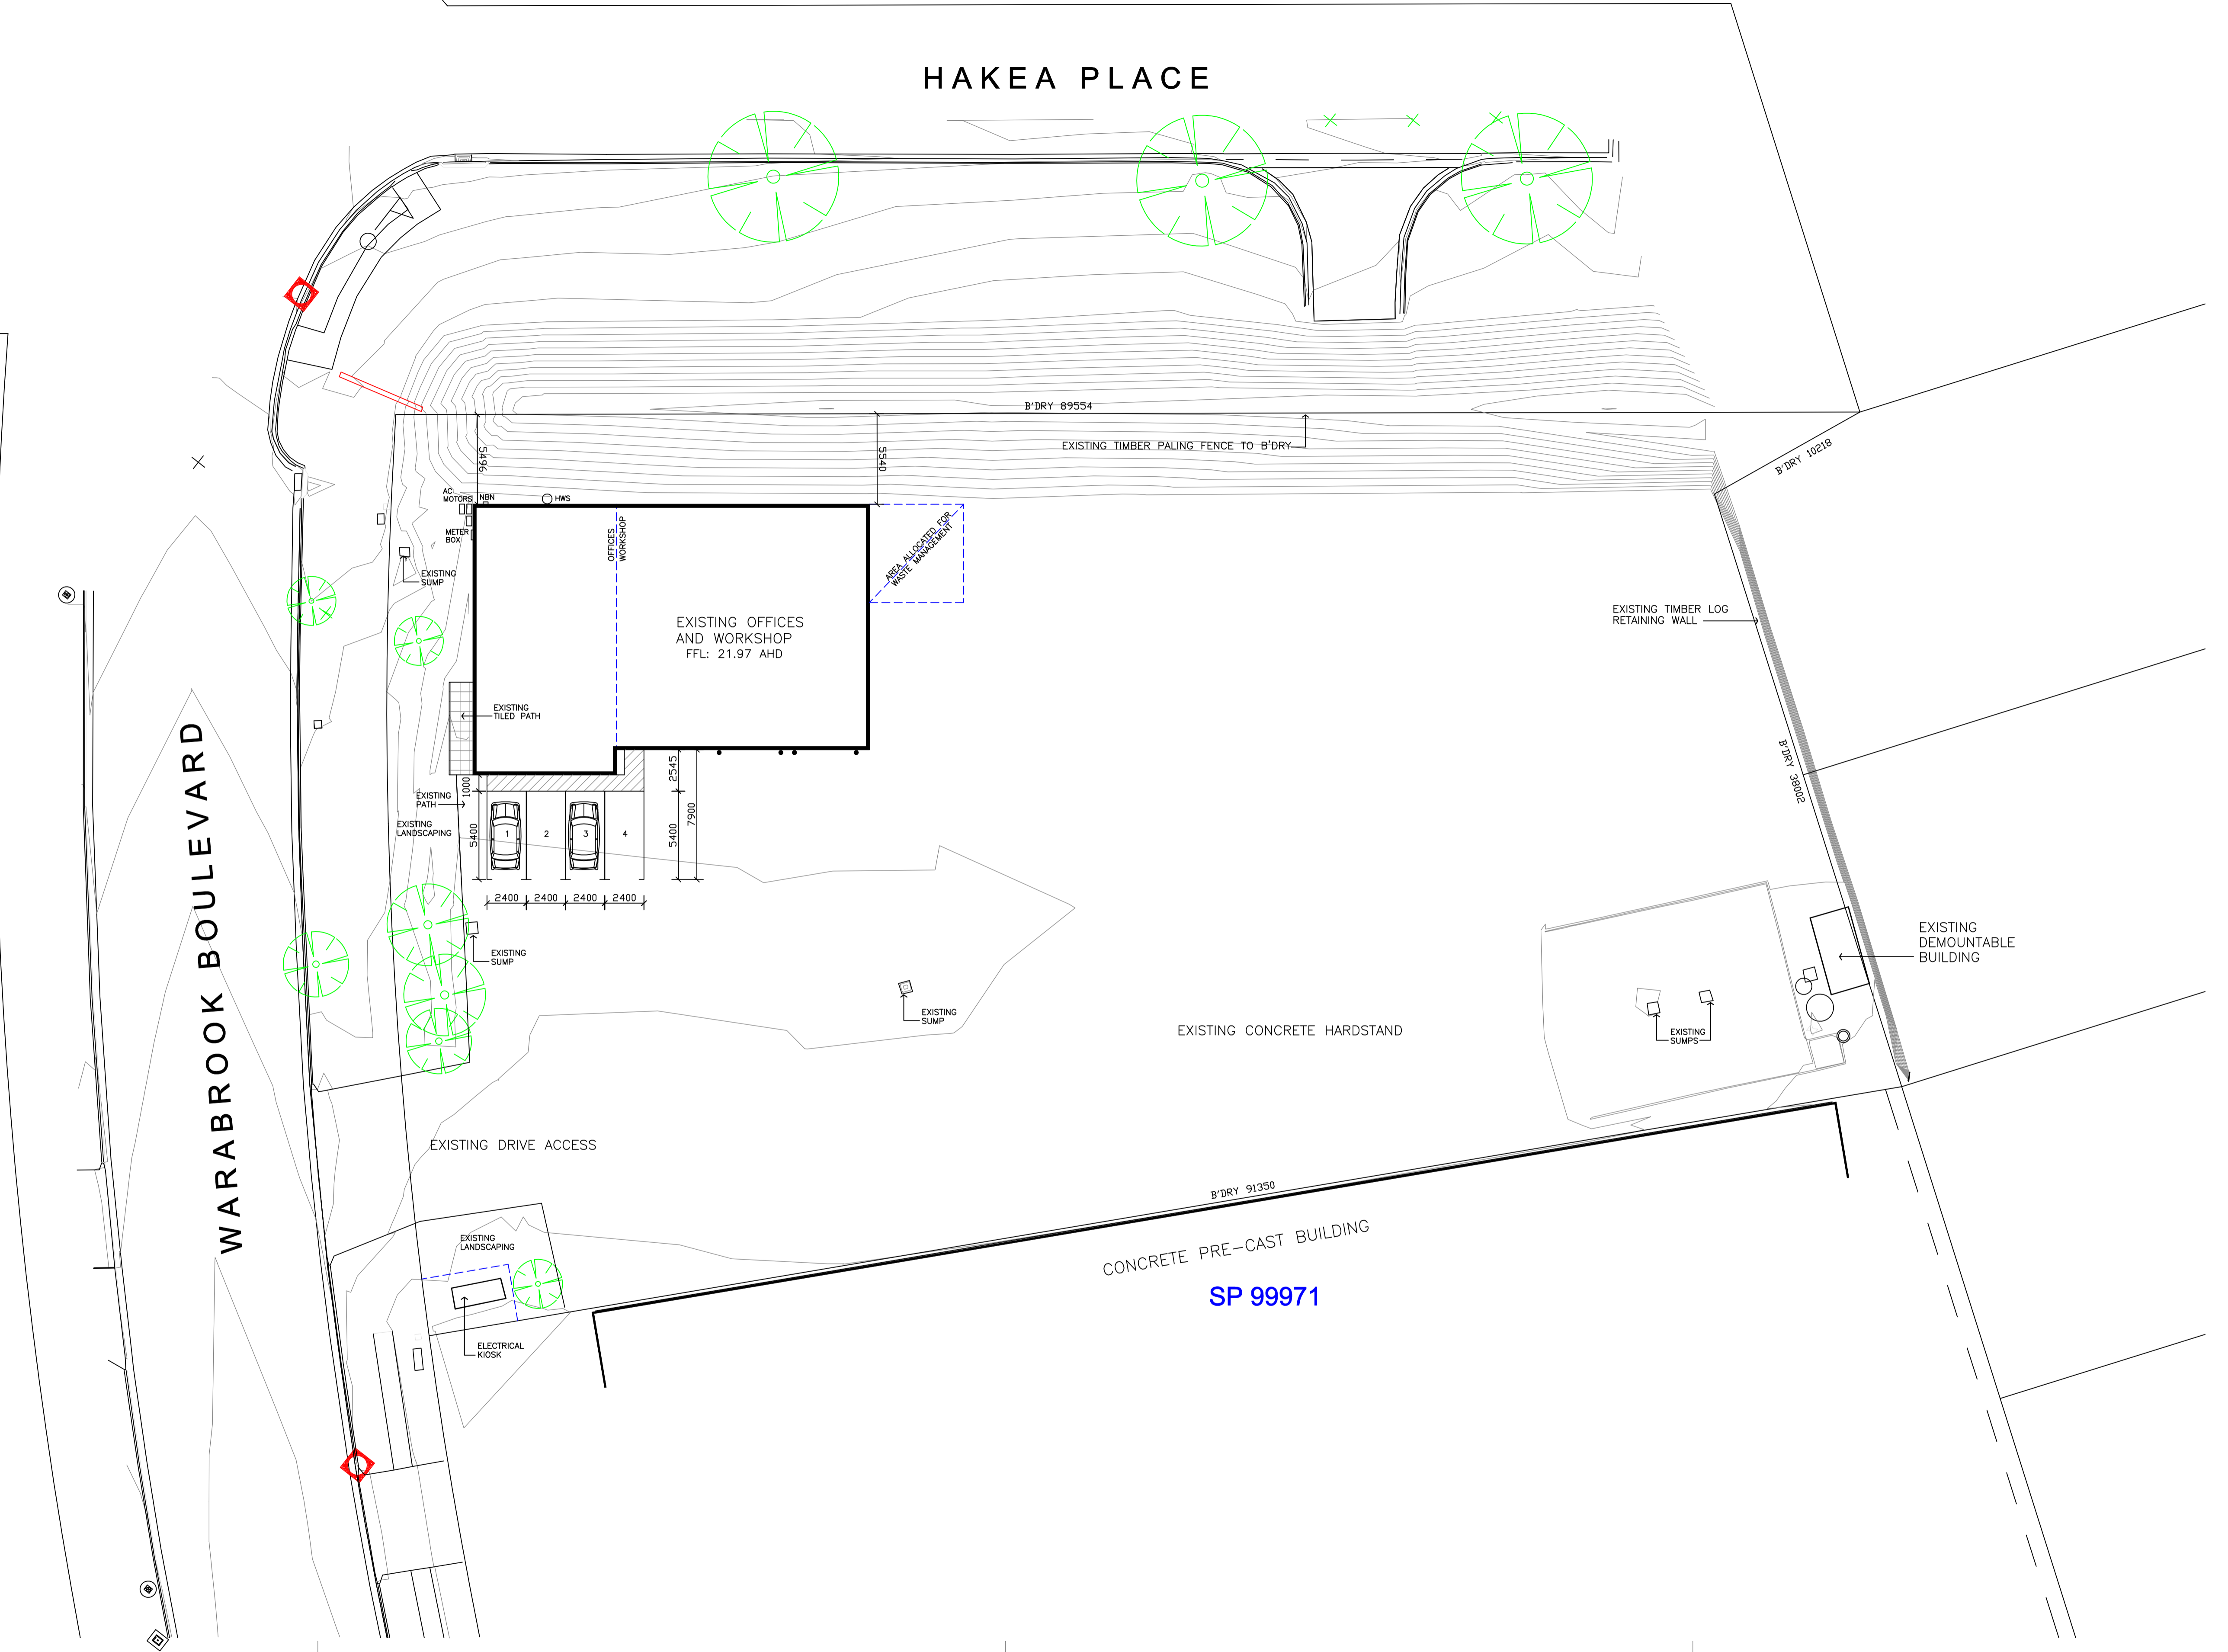 HAKEA PLACE
B'DRY 89554
EXISTING TIMBER PALING FENCE TO B'DRY
B'DRY 10218
5496
5540
AC
MOTORS
NBN
HWS
METER
BOX
OFFICES
WORKSHOP
AREA ALLOCATED FOR
WASTE MANAGEMENT
EXISTING
SUMP
EXISTING OFFICES
AND WORKSHOP
FFL: 21.97 AHD
EXISTING TIMBER LOG
RETAINING WALL
EXISTING
TILED PATH
WARABROOK BOULEVARD
B'DRY 38002
1000
2545
EXISTING
PATH
7900
EXISTING
LANDSCAPING
5400
1
2
3
4
5400
2400
2400
2400
2400
EXISTING
SUMP
EXISTING
DEMOUNTABLE
BUILDING
EXISTING
SUMP
EXISTING CONCRETE HARDSTAND
EXISTING
SUMPS
EXISTING DRIVE ACCESS
B'DRY 91350
EXISTING
LANDSCAPING
CONCRETE PRE-CAST BUILDING
SP 99971
ELECTRICAL
KIOSK